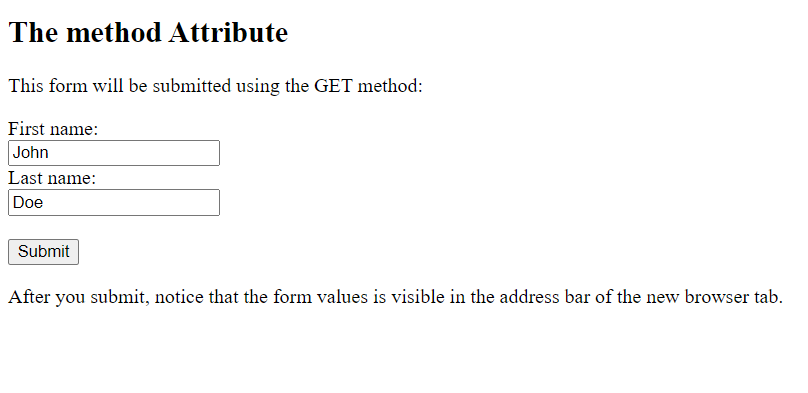 The method Attribute
This form will be submitted using the GET method:
First name:
John
Last name:
Doe
Submit
After you submit, notice that the form values is visible in the address bar of the new browser tab.